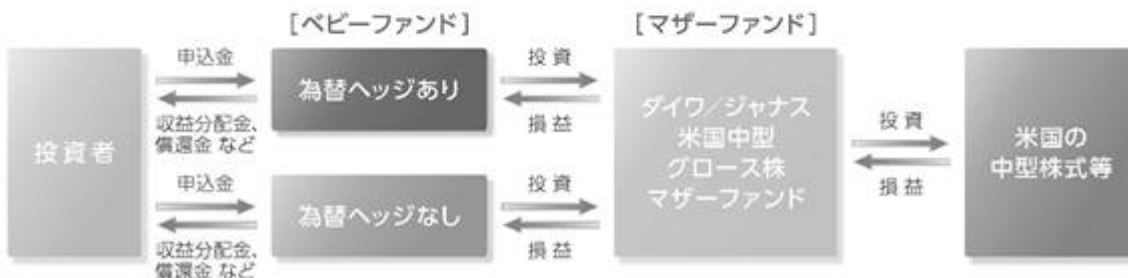 [ベビーファンド]
[マザーファンド]
投資者
申込金
収益分配金、
償還金 など
為替ヘッジあり
投資
損益
申込金
収益分配金、
償還金 など
為替ヘッジなし
投資
損益
ダイワ／ジャナス
米国中型
グロース株
マザーファンド
投資
損益
米国の
中型株式等